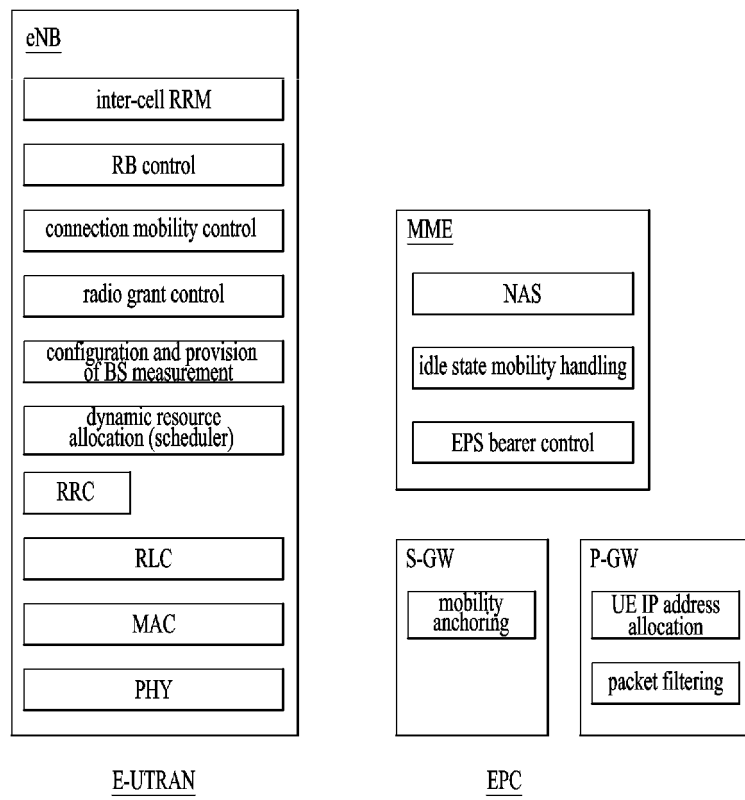 eNB
inter-cell RRM
RB control
connection mobility control
radio grant control
configuration and provision
of BS measurement
dynamic resource
allocation (scheduler)
RRC
RLC
MAC
PHY
E-UTRAN
MME
NAS
idle state mobility handling
EPS bearer control
S-GW
mobility
anchoring
P-GW
UE IP address
allocation
packet filtering
EPC